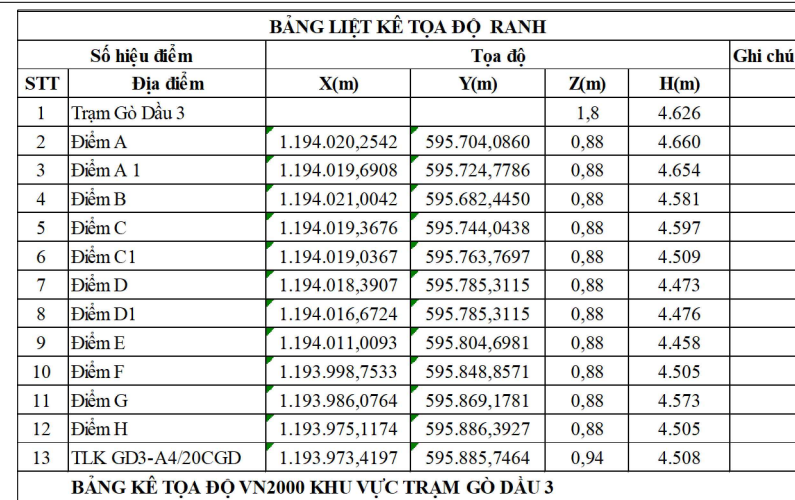 BẢNG LIỆT KÊ TỌA ĐỘ RANH
Số hiệu điểm Tọa độ Ghi chú
STT Địa điểm X(m) Y(m) Z(m) H(m)
1 Trạm Gò Dầu 3 1,8 4.626
2 Điểm A 1.194.020,2542 595.704,0860 0,88 4.660
3 Điểm A 1 1.194.019,6908 595.724,7786 0,88 4.654
4 Điểm B 1.194.021,0042 595.682,4450 0,88 4.581
5 Điểm C 1.194.019,3676 595.744,0438 0,88 4.597
6 Điểm C1 1.194.019,0367 595.763,7697 0,88 4.509
7 Điểm D 1.194.018,3907 595.785,3115 0,88 4.473
8 Điểm D1 1.194.016,6724 595.785,3115 0,88 4.476
9 Điểm E 1.194.011,0093 595.804,6981 0,88 4.458
10 Điểm F 1.193.998,7533 595.848,8571 0,88 4.505
11 Điểm G 1.193.986,0764 595.869,1781 0,88 4.573
12 Điểm H 1.193.975,1174 595.886,3927 0,88 4.505
13 TLK GD3-A4/20CGD 1.193.973,4197 595.885,7464 0,94 4.508
BẢNG KÊ TỌA ĐỘ VN2000 KHU VỰC TRẠM GÒ DẦU 3